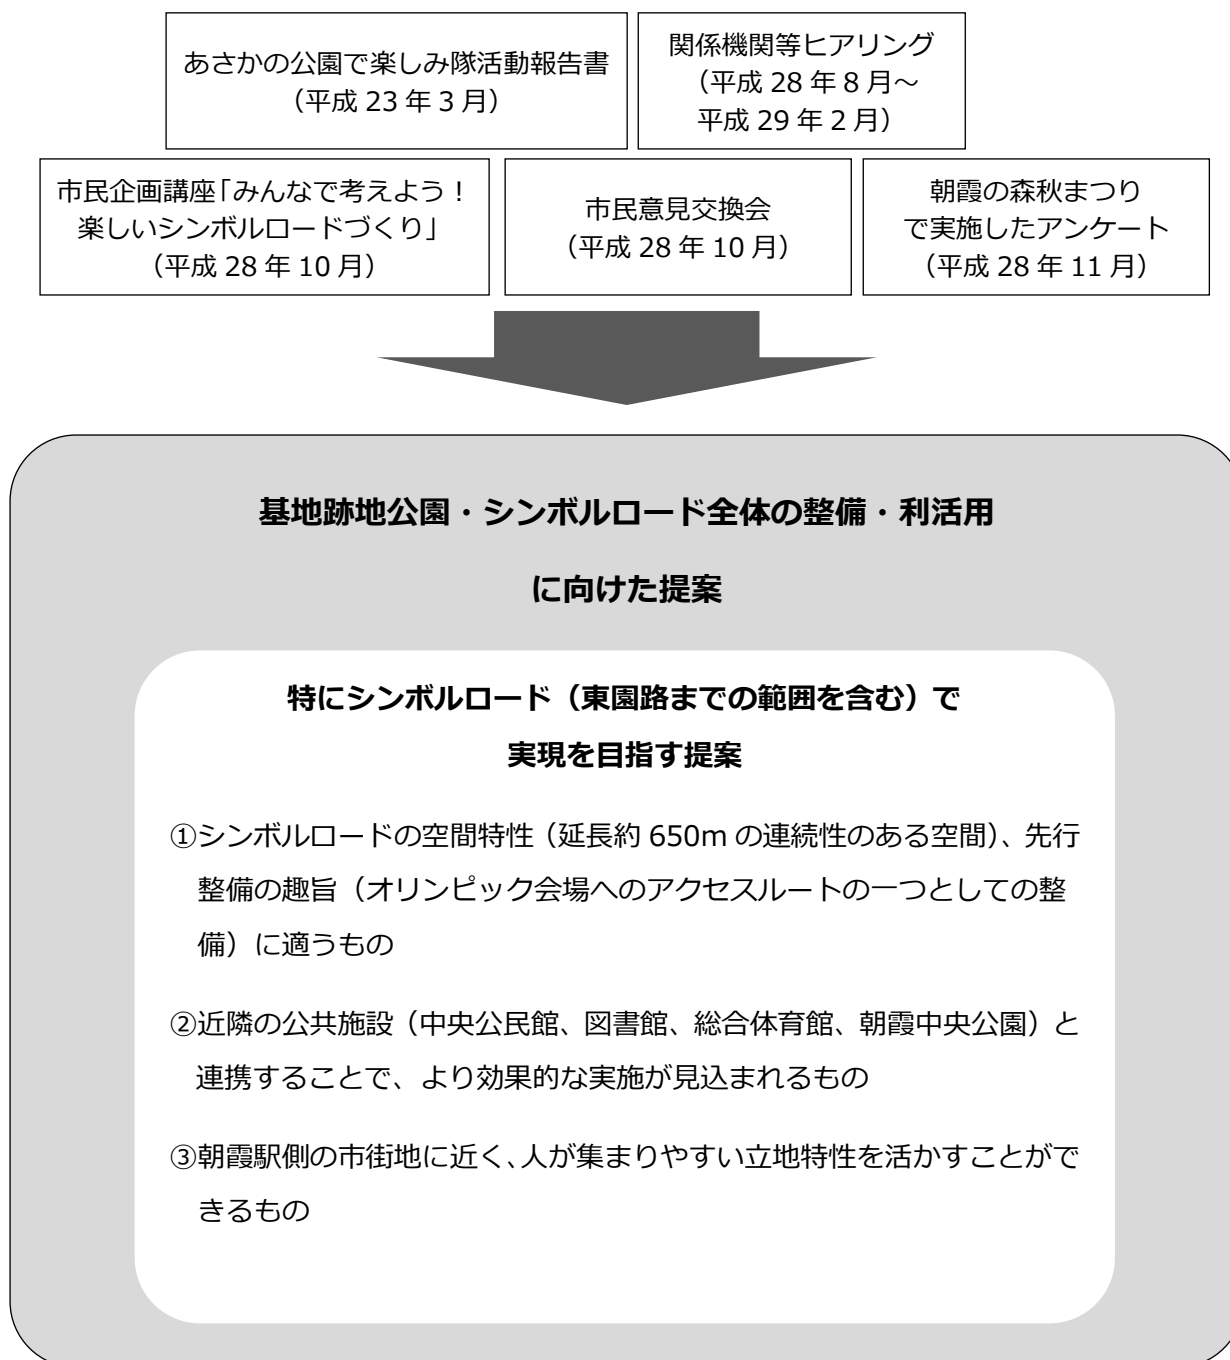 あさかの公園で楽しみ隊活動報告書
（平成 23 年 3 月）
関係機関等ヒアリング
（平成 28 年 8 月～
平成 29 年 2 月）
市民企画講座「みんなで考えよう！
楽しいシンボルロードづくり」
（平成 28 年 10 月）
市民意見交換会
（平成 28 年 10 月）
朝霞の森秋まつり
で実施したアンケート
（平成 28 年 11 月）
基地跡地公園・シンボルロード全体の整備・利活用
に向けた提案
特にシンボルロード（東園路までの範囲を含む）で
実現を目指す提案
①シンボルロードの空間特性（延長約 650m の連続性のある空間）、先行
整備の趣旨（オリンピック会場へのアクセスルートの一つとしての整
備）に適うもの
②近隣の公共施設（中央公民館、図書館、総合体育館、朝霞中央公園）と
連携することで、より効果的な実施が見込まれるもの
③朝霞駅側の市街地に近く、人が集まりやすい立地特性を活かすことがで
きるもの